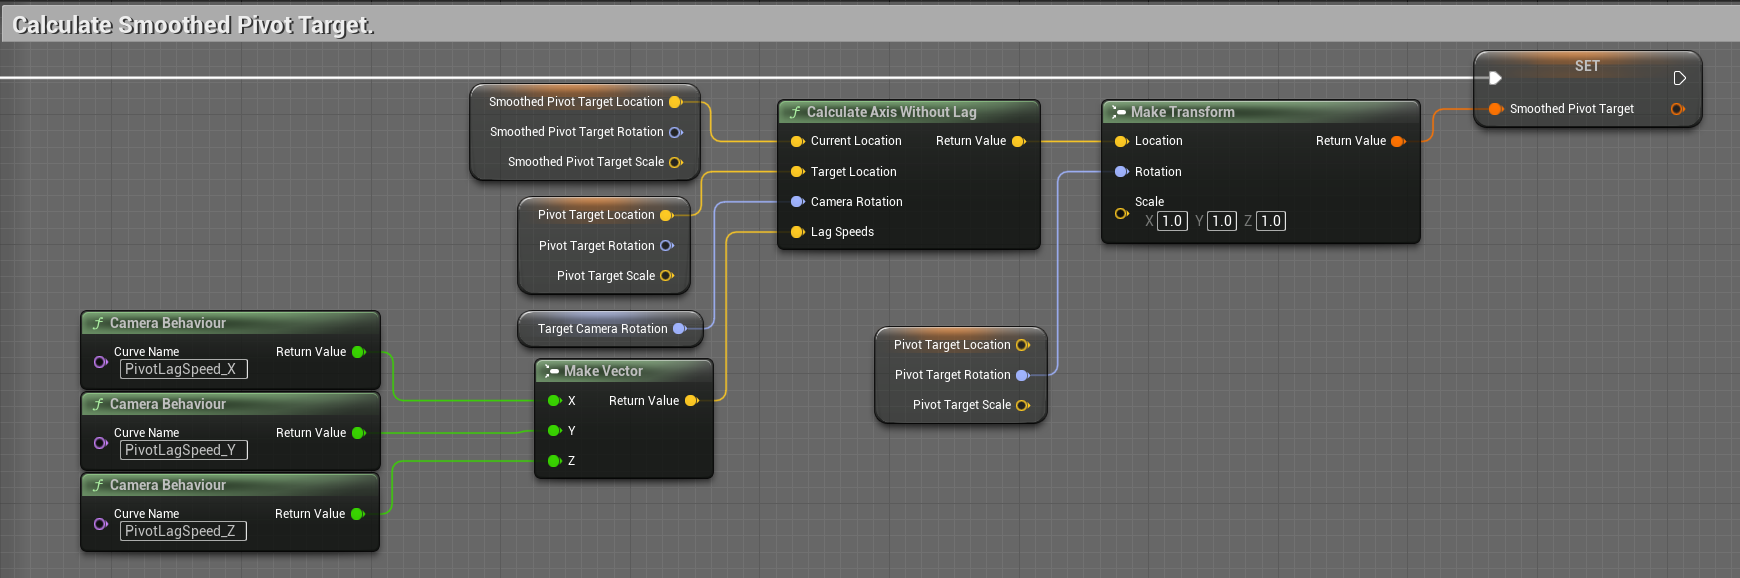 Calculate Smoothed Pivot Target.
SET
Smoothed Pivot Target
Smoothed Pivot Target Location
Smoothed Pivot Target Rotation
Smoothed Pivot Target Scale
Calculate Axis Without Lag
Current Location Return Value
Target Location
Camera Rotation
Lag Speeds
Make Transform
Location Return Value
Rotation
Scale
X 1.0 Y 1.0 Z 1.0
Pivot Target Location
Pivot Target Rotation
Pivot Target Scale
Target Camera Rotation
Camera Behaviour
Curve Name Return Value
PivotLagSpeed_X
Camera Behaviour
Curve Name Return Value
PivotLagSpeed_Y
Camera Behaviour
Curve Name Return Value
PivotLagSpeed_Z
Make Vector
X Return Value
Y
Z
Pivot Target Location
Pivot Target Rotation
Pivot Target Scale